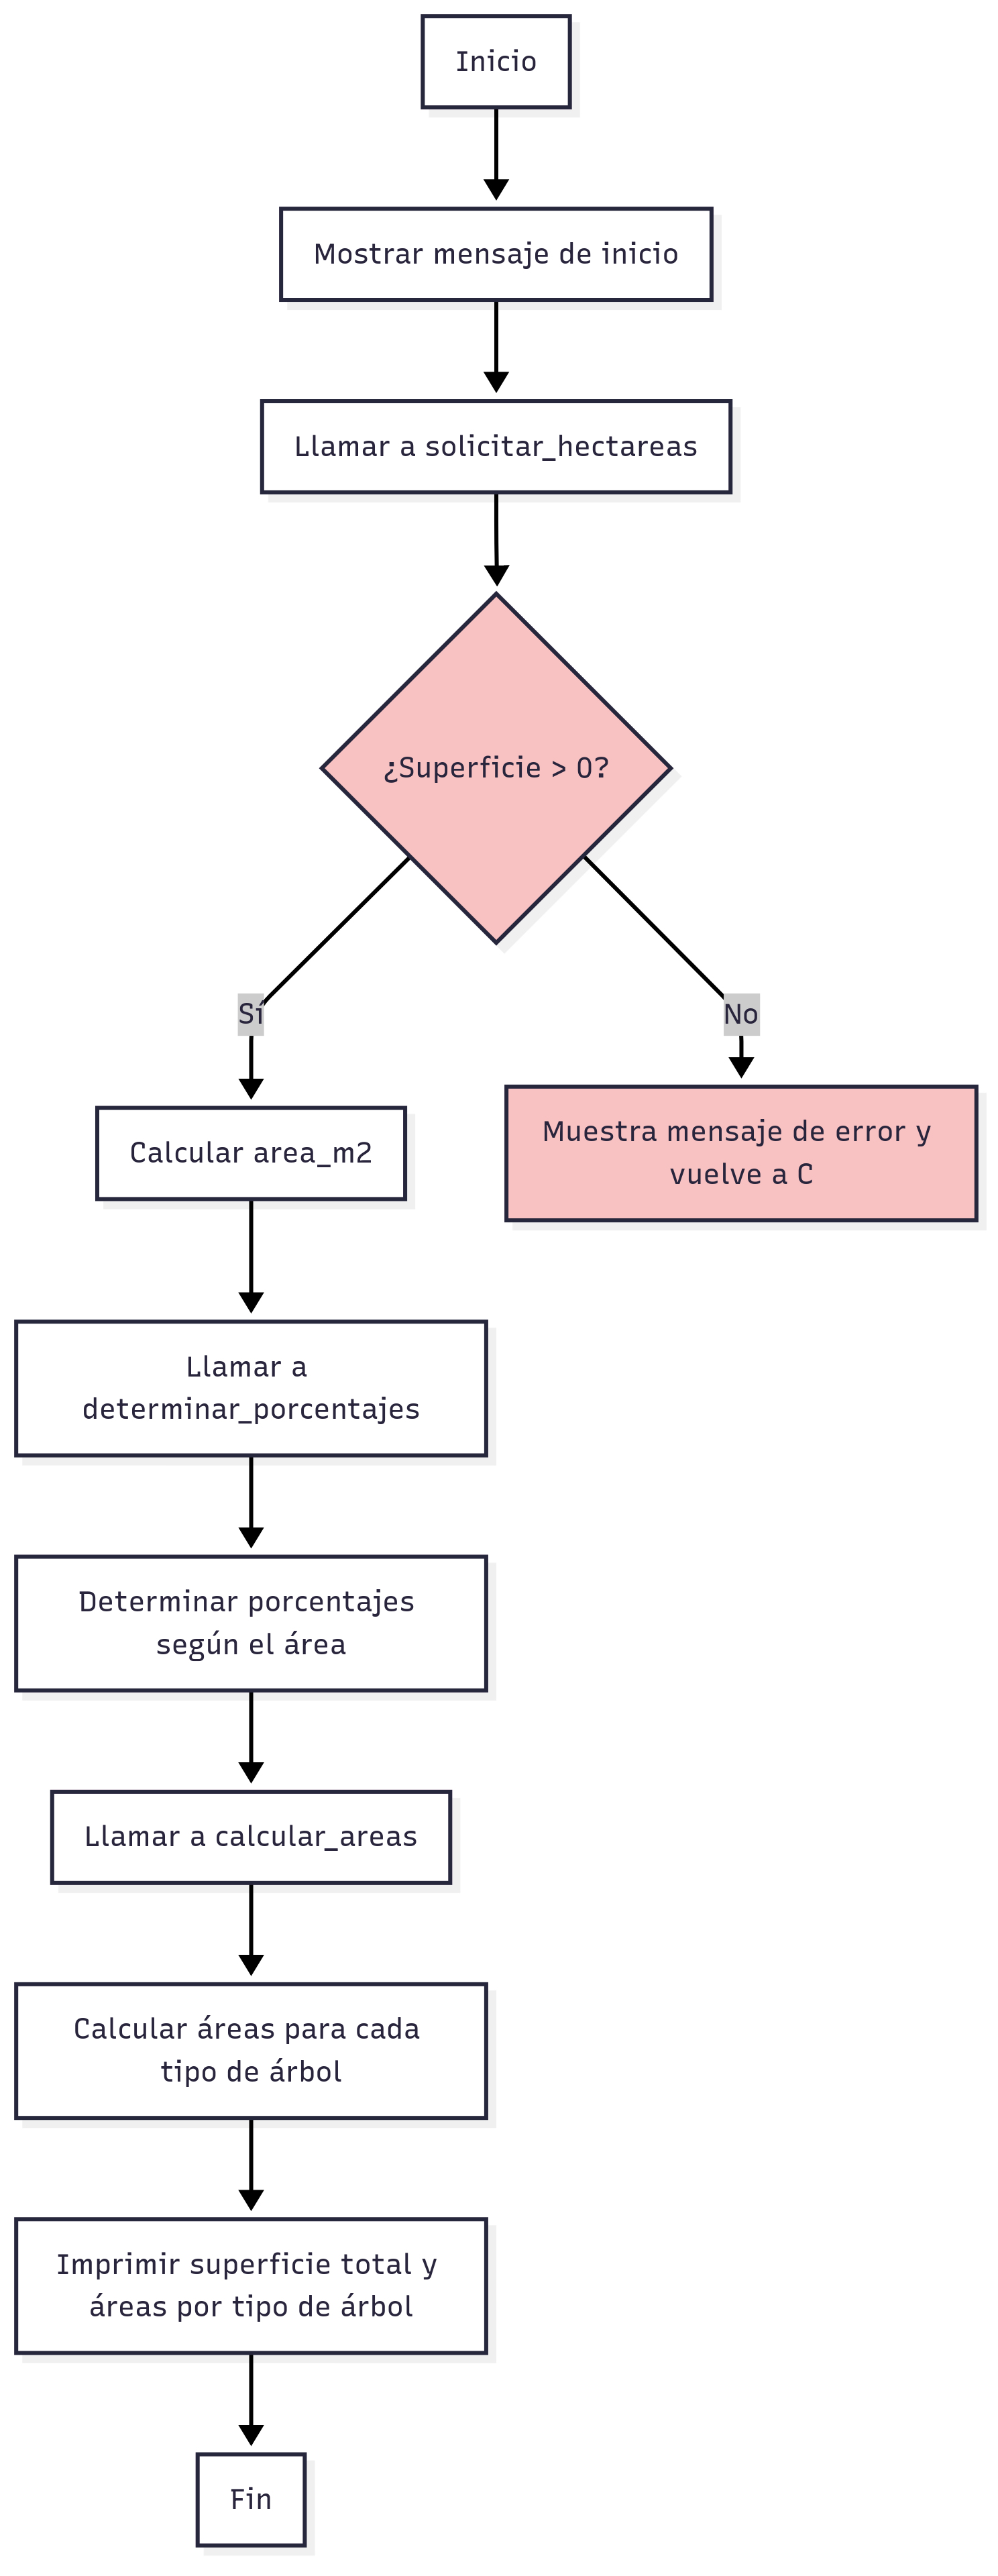 Inicio
Mostrar mensaje de inicio
Llamar a solicitar_hectareas
¿Superficie > 0?
Sí
No
Calcular area_m2
Muestra mensaje de error y
vuelve a C
Llamar a
determinar_porcentajes
Determinar porcentajes
según el área
Llamar a calcular_areas
Calcular áreas para cada
tipo de árbol
Imprimir superficie total y
áreas por tipo de árbol
Fin